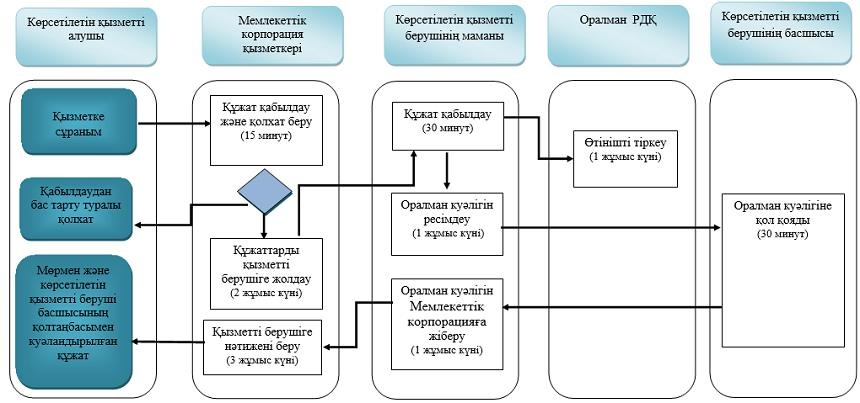 Көрсетілетін қызметті
алушы
Мемлекеттік
корпорация
қызметкері
Көрсетілетін қызметті
берушінің маманы
Оралман РДҚ
Көрсетілетін қызметті
берушінің басшысы
Қызметке
сұраным
Құжат қабылдау
және қолхат беру
(15 минут)
Құжат қабылдау
(30 минут)
Өтінішті тіркеу
(1 жұмыс күні)
Қабылдаудан
бас тарту туралы
қолхат
Оралман куәлігін
ресімдеу
(1 жұмыс күні)
Оралман куәлігіне
қол қояды
(30 минут)
Құжаттарды
қызметті
берушіге жолдау
(2 жұмыс күні)
Мөрмен және
көрсетілетін
қызметті беруші
басшысының
қолтаңбасымен
куәландырылған
құжат
Оралман куәлігін
Мемлекеттік
корпорацияға
жіберу
(1 жұмыс күні)
Қызметті берушіге
нәтижені беру
(3 жұмыс күні)